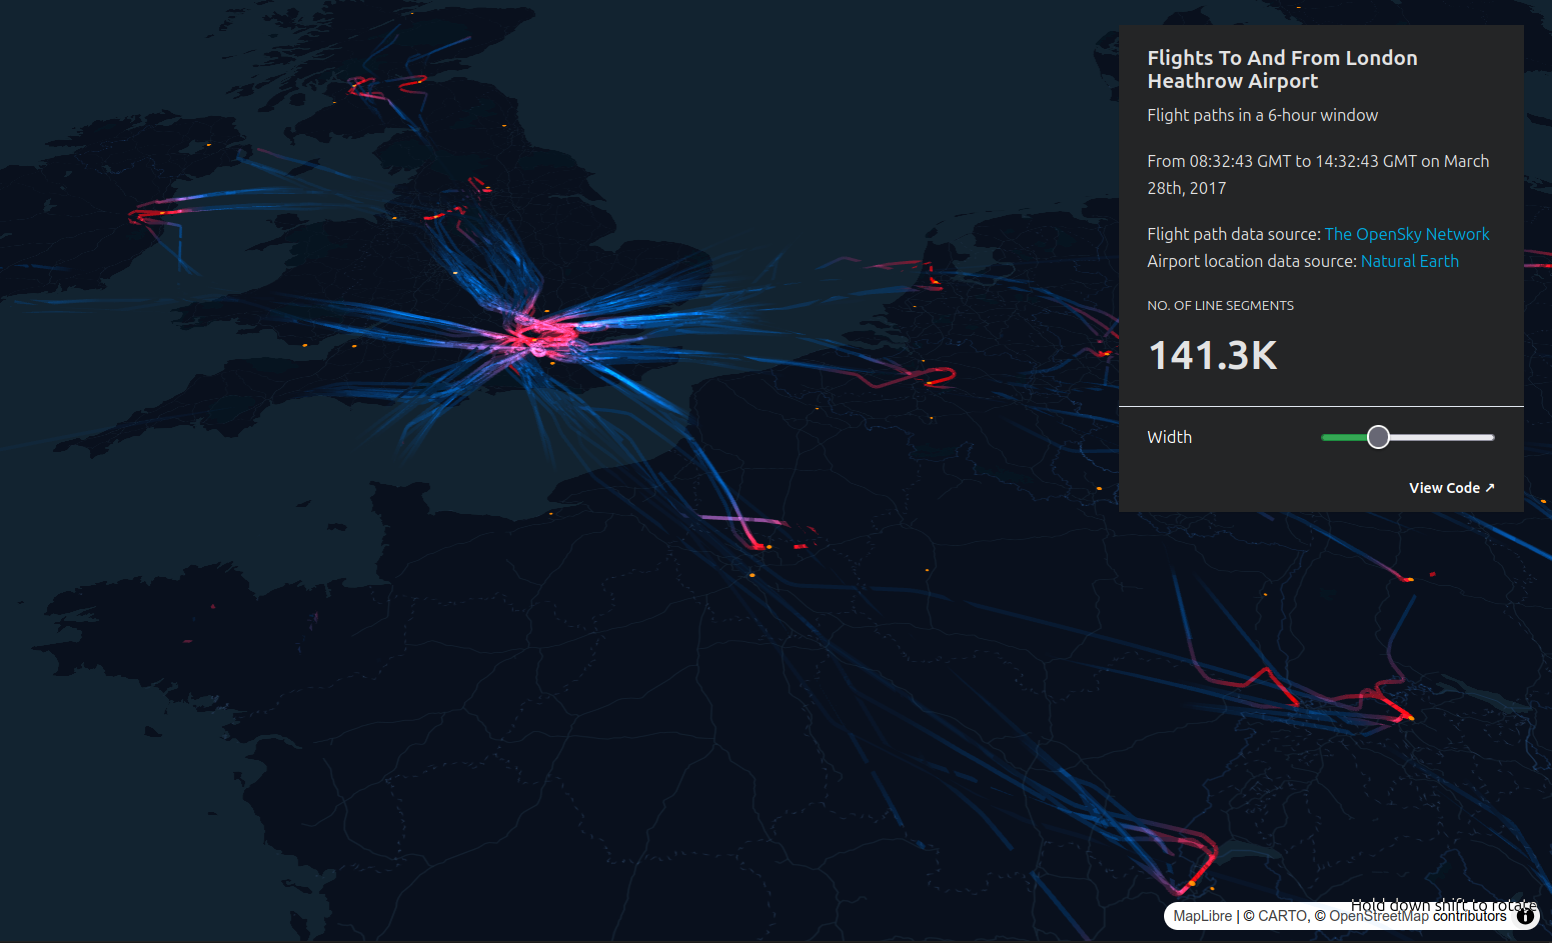 Flights To And From London
Heathrow Airport
Flight paths in a 6-hour window
From 08:32:43 GMT to 14:32:43 GMT on March
28th, 2017
Flight path data source: The OpenSky Network
Airport location data source: Natural Earth
NO. OF LINE SEGMENTS
141.3K
Width
View Code ↗
Hold down shift to rotate
MapLibre | © CARTO, © OpenStreetMap contributors